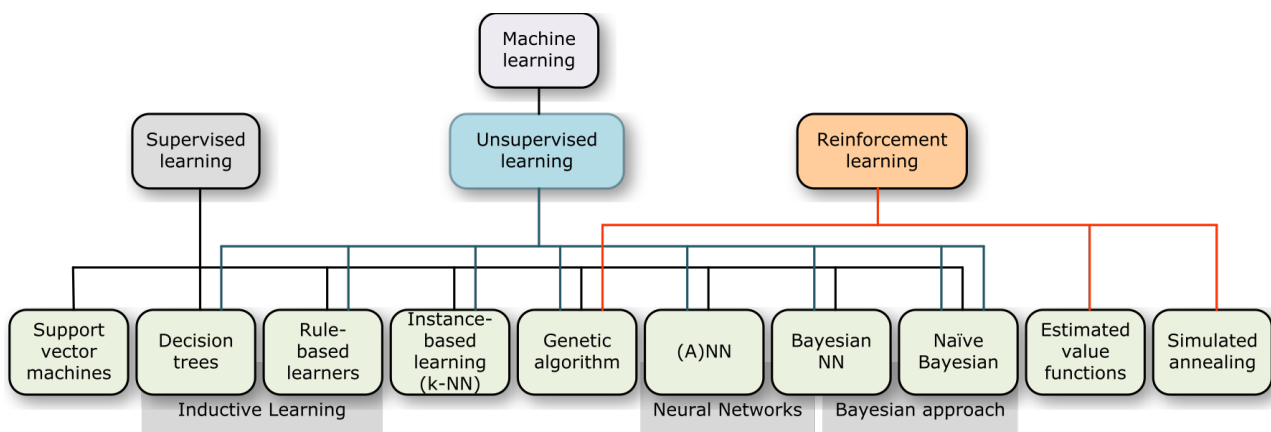 Machine
learning
Supervised
learning
Unsupervised
learning
Reinforcement
learning
Support
vector
machines
Decision
trees
Rule-
based
learners
Instance-
based
learning
(k-NN)
Genetic
algorithm
(A)NN
Bayesian
NN
Naïve
Bayesian
Estimated
value
functions
Simulated
annealing
Inductive Learning
Neural Networks
Bayesian approach